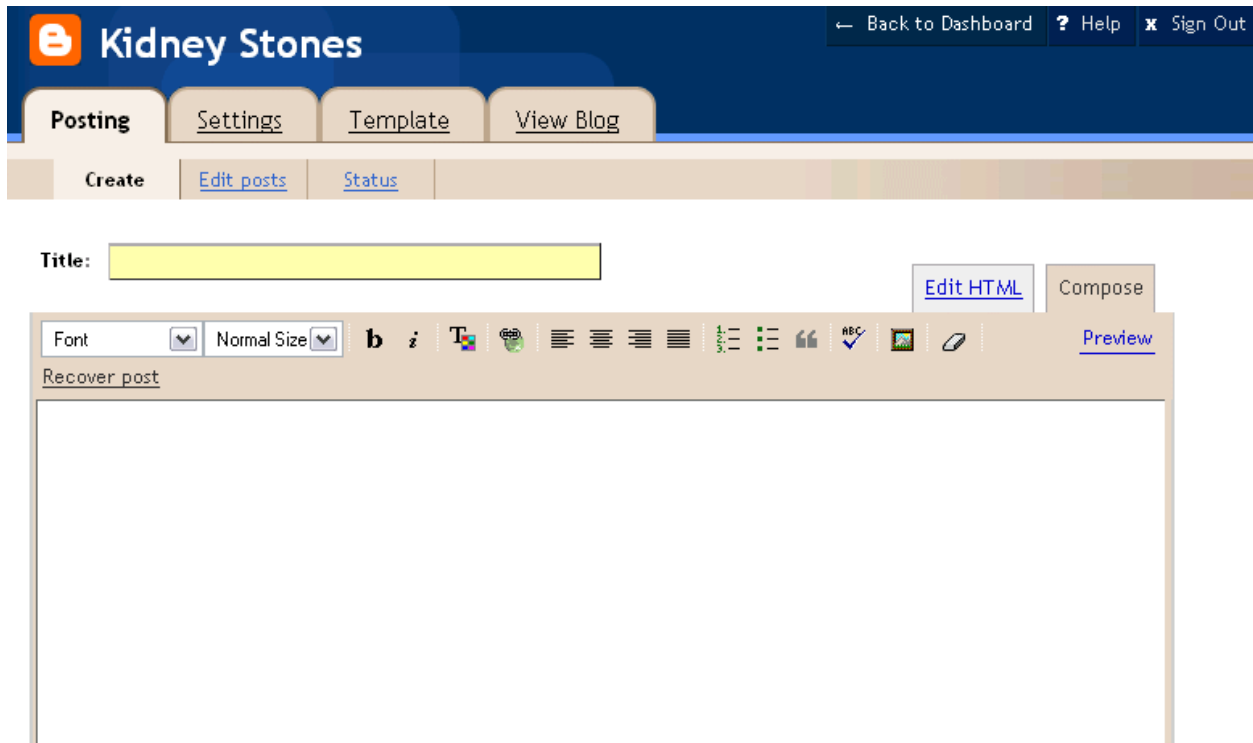 ← Back to Dashboard ? Help x Sign Out
Kidney Stones
Posting Settings Template View Blog
Create Edit posts Status
Title:
Edit HTML Compose
Font Normal Size b i T ABC Preview
Recover post